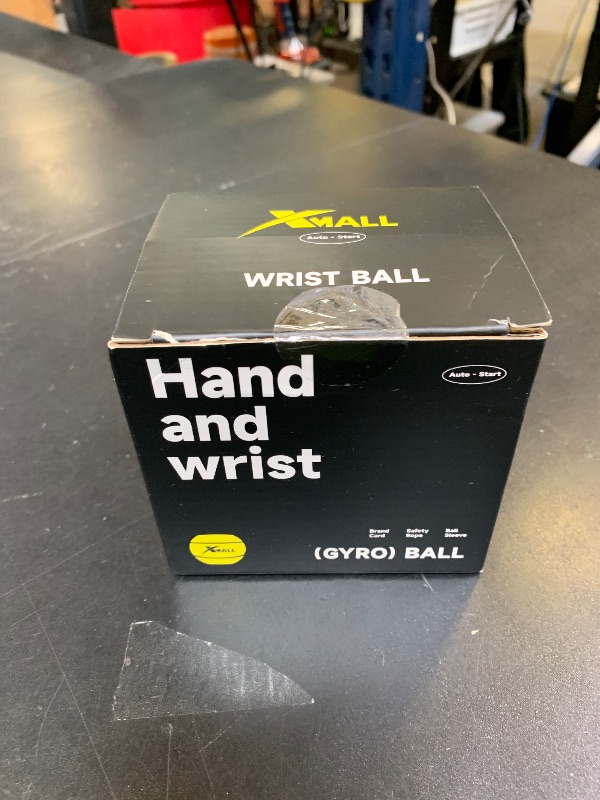 XMALL
Auto - Start
WRIST BALL
Hand
and
wrist
Auto - Start
Brand Card
Safety Rope
Ball Sleeve
XMALL
(GYRO) BALL